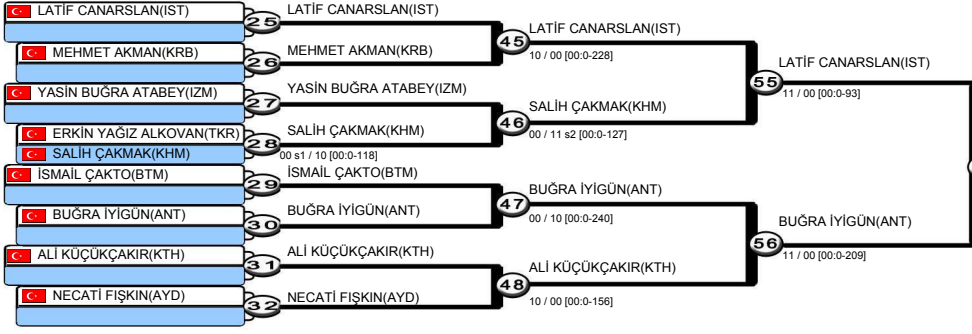 LATİF CANARSLAN(IST)
25
LATİF CANARSLAN(IST)
MEHMET AKMAN(KRB)
26
MEHMET AKMAN(KRB)
45
LATİF CANARSLAN(IST)
10 / 00 [00:0-228]
YASİN BUĞRA ATABEY(IZM)
27
YASİN BUĞRA ATABEY(IZM)
ERKİN YAĞIZ ALKOVAN(TKR)
SALİH ÇAKMAK(KHM)
28
SALİH ÇAKMAK(KHM)
00 s1 / 10 [00:0-118]
46
SALİH ÇAKMAK(KHM)
00 / 11 s2 [00:0-127]
55
LATİF CANARSLAN(IST)
11 / 00 [00:0-93]
İSMAİL ÇAKTO(BTM)
29
İSMAİL ÇAKTO(BTM)
BUĞRA İYİGÜN(ANT)
30
BUĞRA İYİGÜN(ANT)
47
BUĞRA İYİGÜN(ANT)
00 / 10 [00:0-240]
ALİ KÜÇÜKÇAKIR(KTH)
31
ALİ KÜÇÜKÇAKIR(KTH)
NECATİ FIŞKIN(AYD)
32
NECATİ FIŞKIN(AYD)
48
ALİ KÜÇÜKÇAKIR(KTH)
10 / 00 [00:0-156]
56
BUĞRA İYİGÜN(ANT)
11 / 00 [00:0-209]